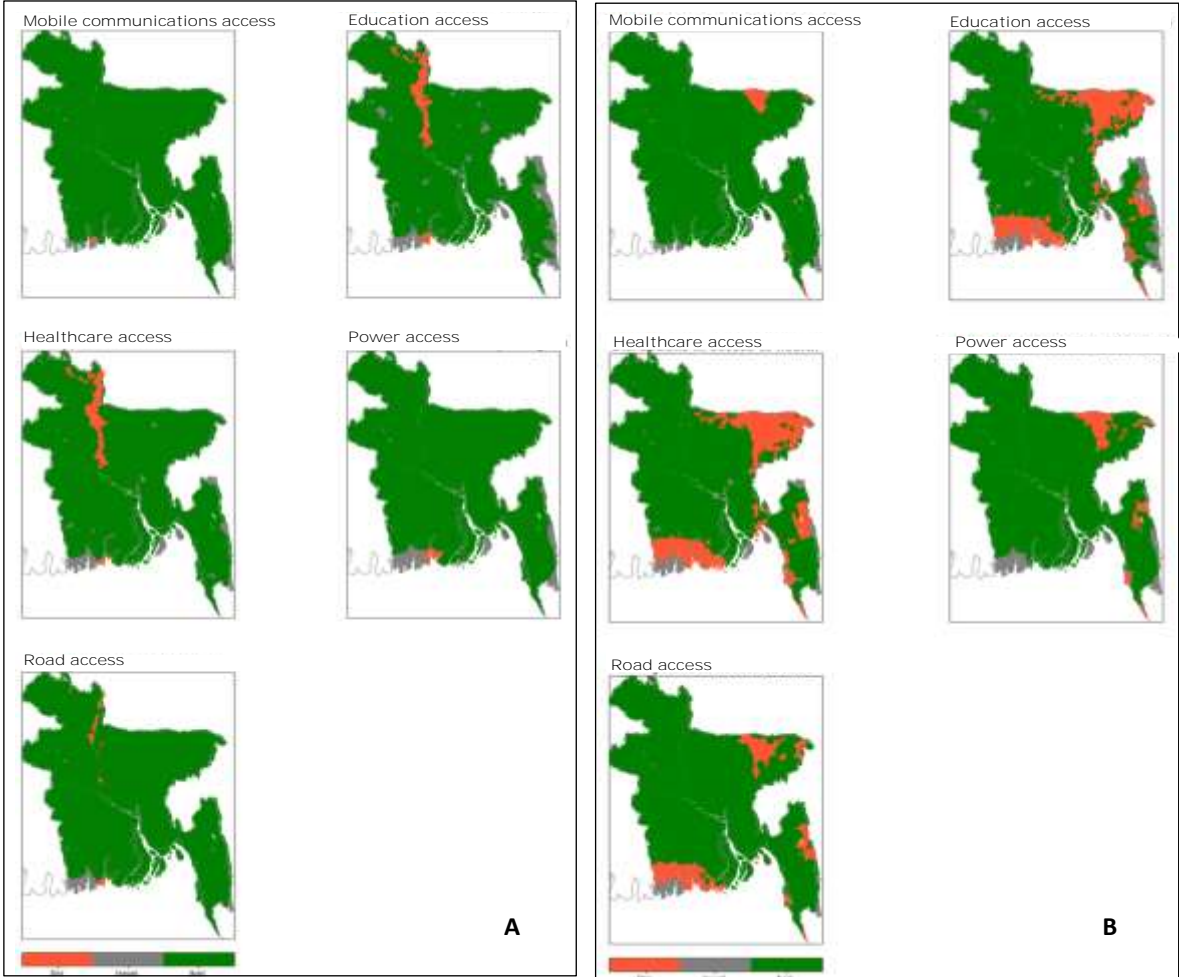 Mobile communications access
Education access
Healthcare access
Power access
Road access
A
Mobile communications access
Education access
Healthcare access
Power access
Road access
B